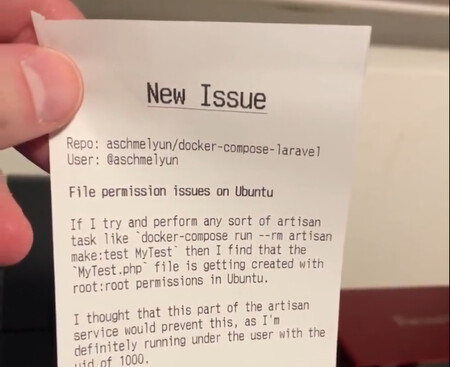 New Issue
Repo: aschmelyun/docker-compose-laravel
User: @aschmelyun
File permission issues on Ubuntu
If I try and perform any sort of artisan
task like `docker-compose run --rm artisan
make:test MyTest` then I find that the
`MyTest.php` file is getting created with
root:root permissions in Ubuntu.
I thought that this part of the artisan
service would prevent this, as I'm
definitely running under the user with the
uid of 1000.